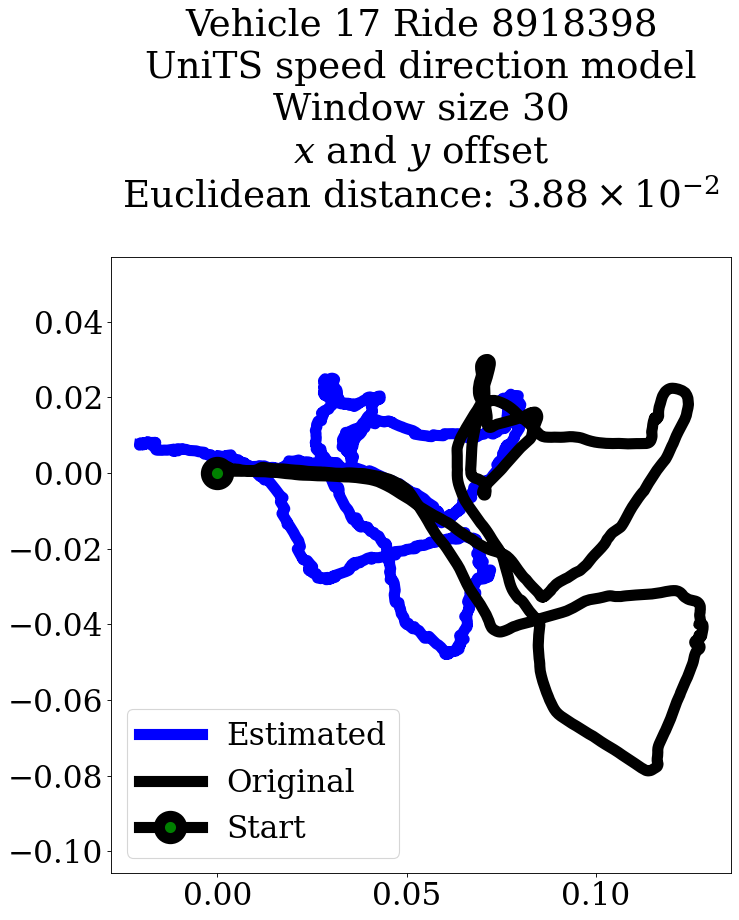 Vehicle 17 Ride 8918398
UniTS speed direction model
Window size 30
x and y offset
Euclidean distance: 3.88 × 10⁻²
0.04
0.02
0.00
−0.02
−0.04
−0.06
−0.08
−0.10
Estimated
Original
Start
0.00 0.05 0.10